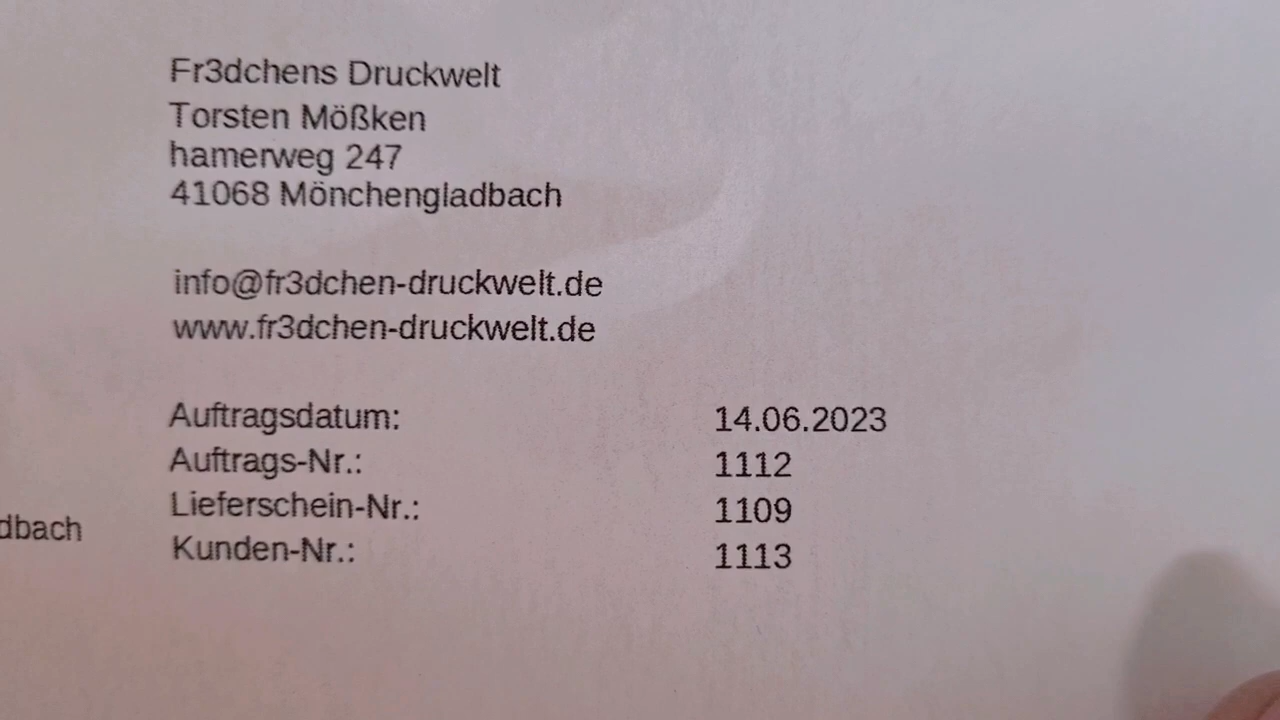 Fr3dchens Druckwelt
Torsten Mößken
hamerweg 247
41068 Mönchengladbach
info@fr3dchen-druckwelt.de
www.fr3dchen-druckwelt.de
Auftragsdatum: 14.06.2023
Auftrags-Nr.: 1112
Lieferschein-Nr.: 1109
dbach
Kunden-Nr.: 1113